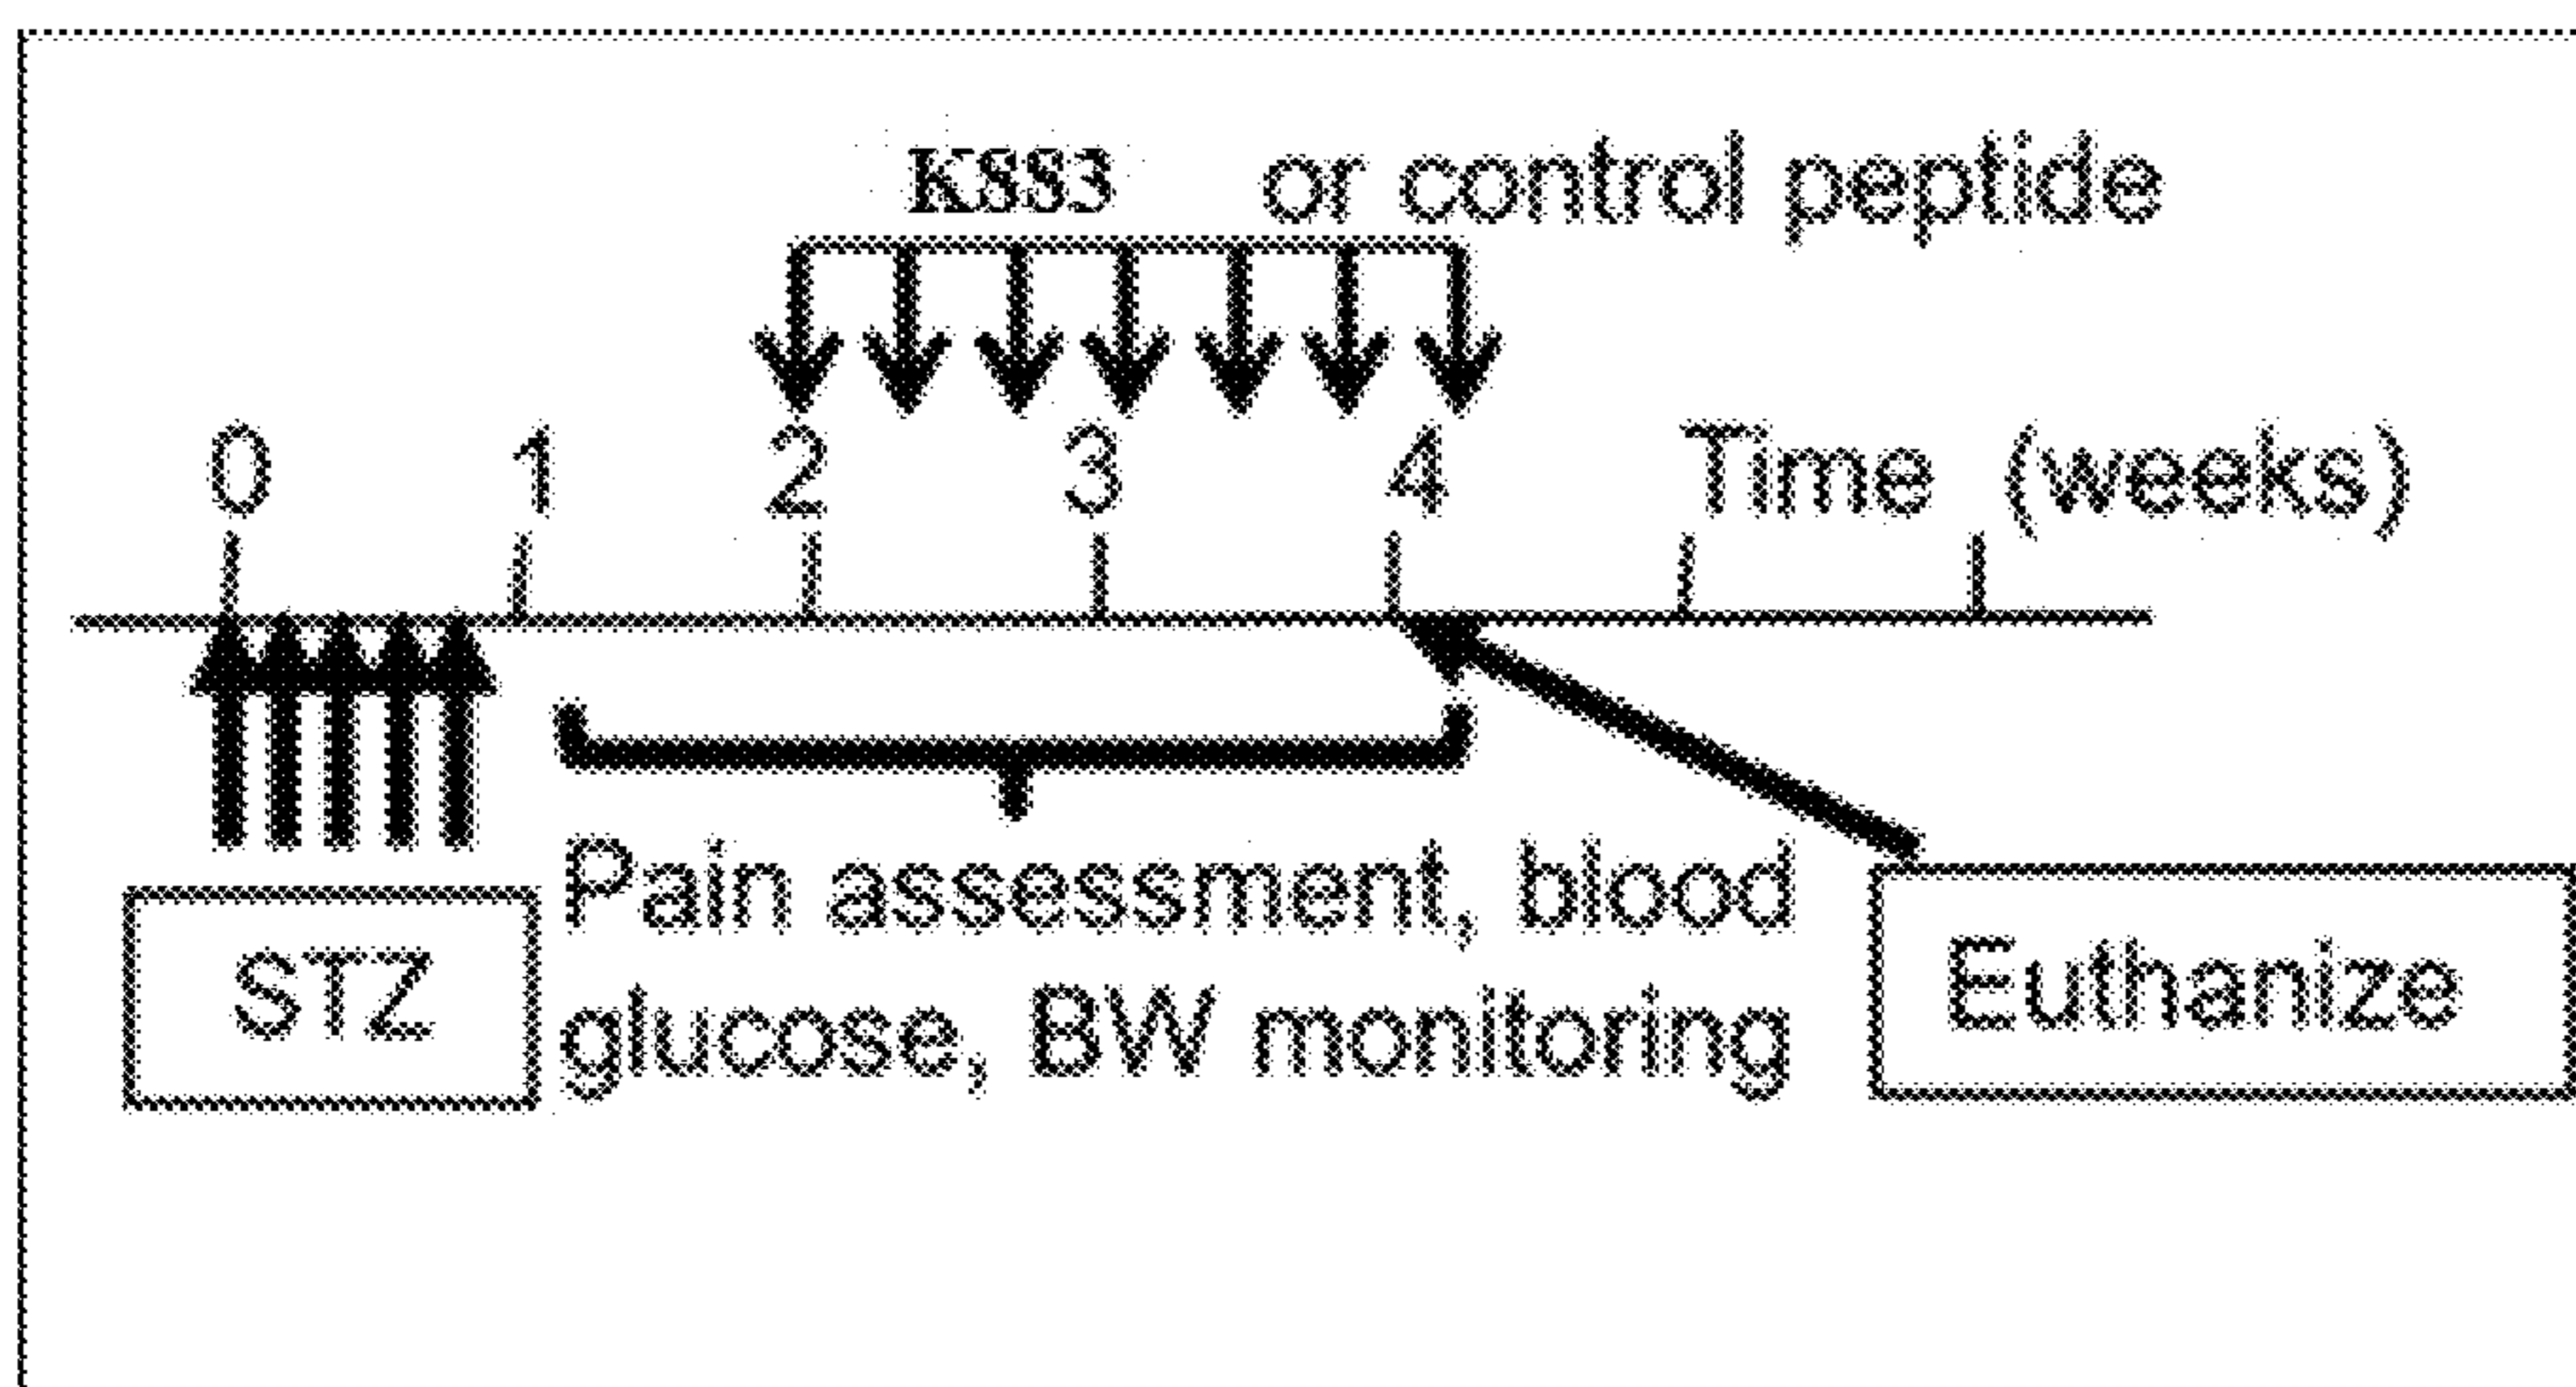 KSS3 or control peptide
0 1 2 3 4 Time (weeks)
STZ
Pain assessment, blood
glucose, BW monitoring
Euthanize